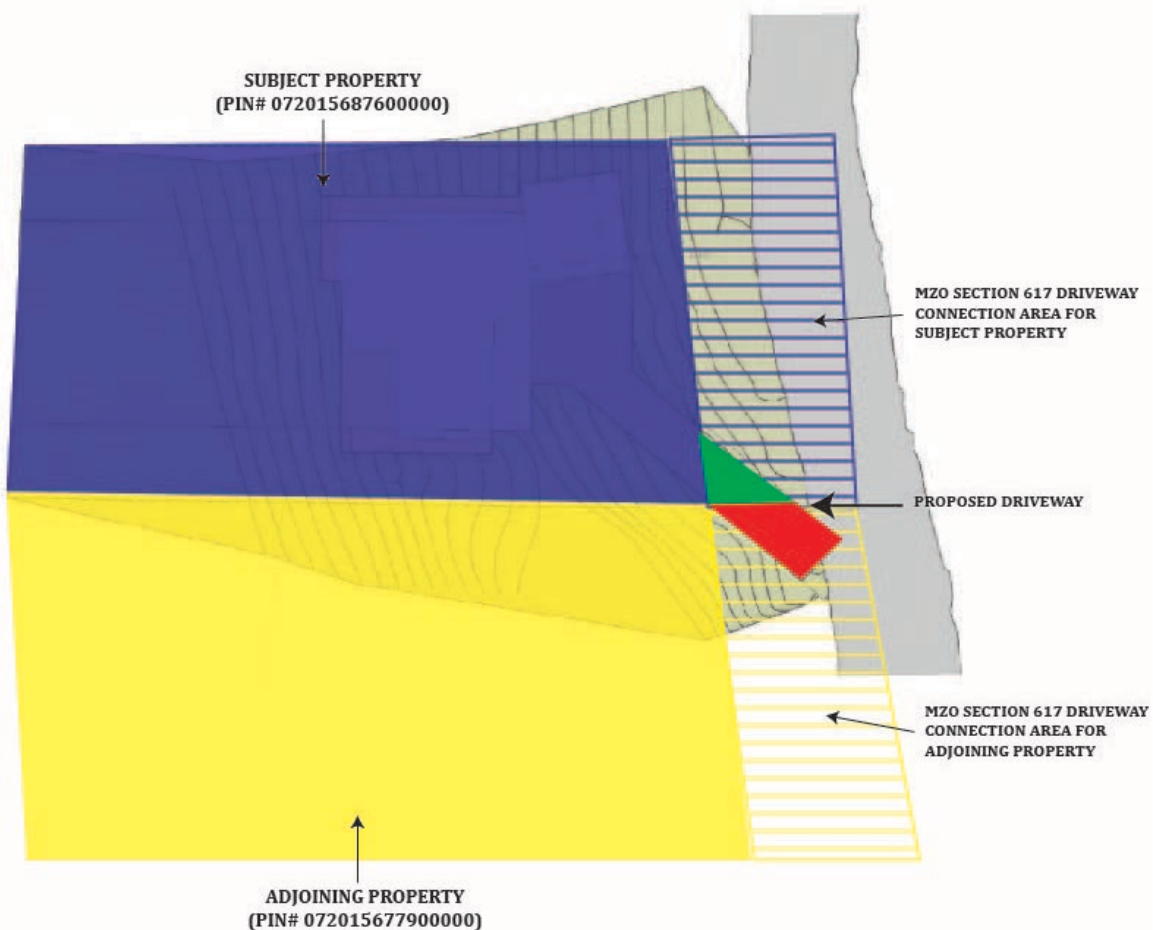 SUBJECT PROPERTY
(PIN# 072015687600000)
MZO SECTION 617 DRIVEWAY
CONNECTION AREA FOR
SUBJECT PROPERTY
PROPOSED DRIVEWAY
MZO SECTION 617 DRIVEWAY
CONNECTION AREA FOR
ADJOINING PROPERTY
ADJOINING PROPERTY
(PIN# 072015677900000)